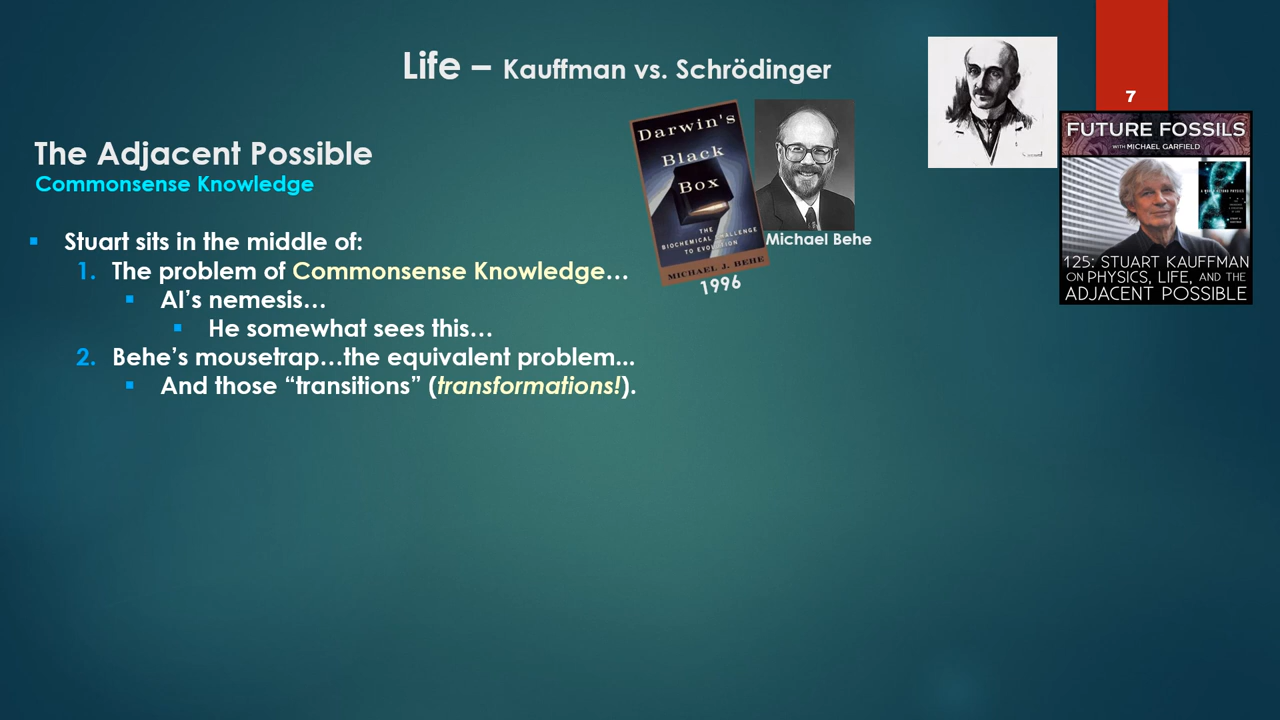 Life – Kauffman vs. Schrödinger
7
The Adjacent Possible
Commonsense Knowledge
▪ Stuart sits in the middle of:
1. The problem of Commonsense Knowledge…
▪ AI’s nemesis…
▪ He somewhat sees this…
2. Behe’s mousetrap…the equivalent problem...
▪ And those “transitions” (transformations!).
Darwin's
Black
Box
THE
BIOCHEMICAL CHALLENGE
TO EVOLUTION
MICHAEL J. BEHE
1996
Michael Behe
FUTURE FOSSILS
WITH MICHAEL GARFIELD
A WORLD BEYOND PHYSICS
125: STUART KAUFFMAN
ON PHYSICS, LIFE, AND THE
ADJACENT POSSIBLE